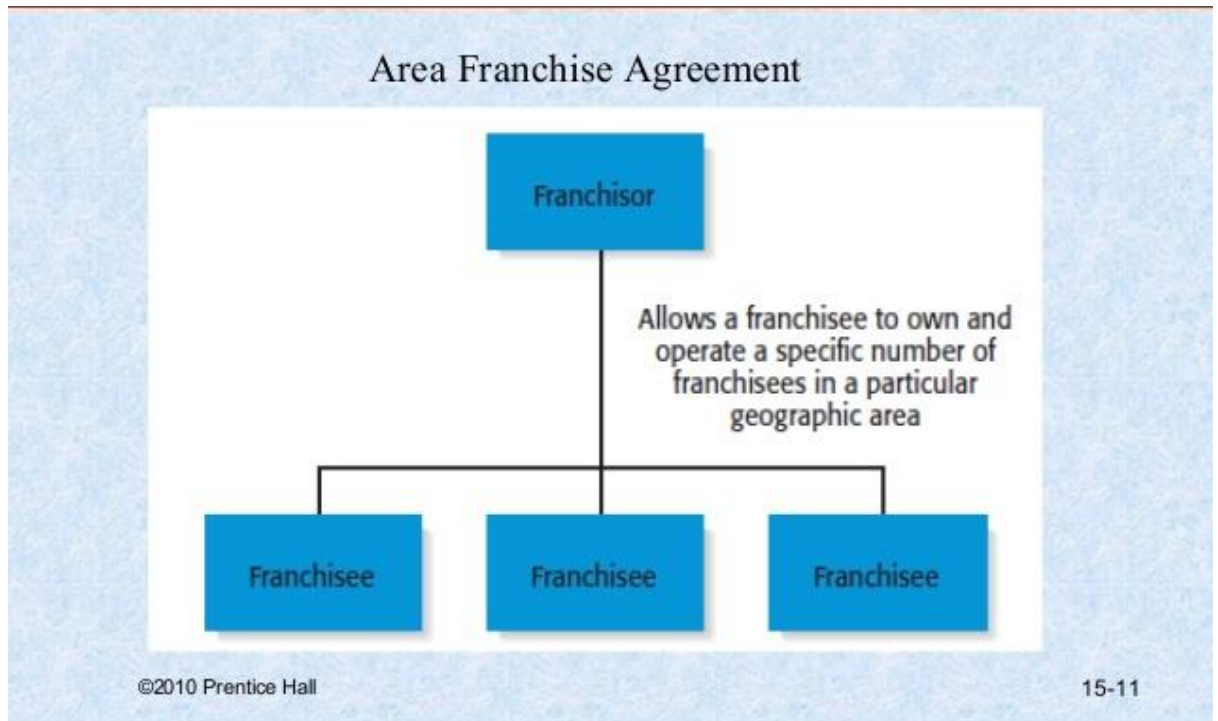 Area Franchise Agreement
Franchisor
Allows a franchisee to own and
operate a specific number of
franchisees in a particular
geographic area
Franchisee
Franchisee
Franchisee
©2010 Prentice Hall
15-11